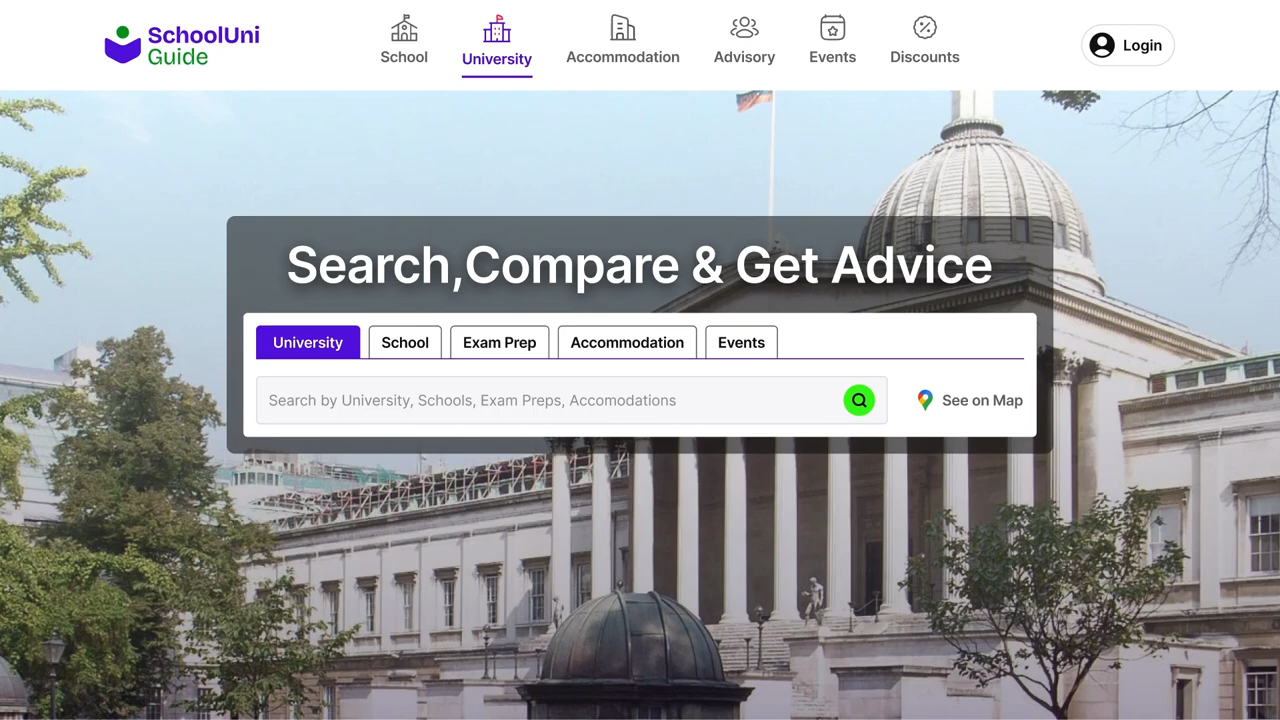 SchoolUni
Guide
School
University
Accommodation
Advisory
Events
Discounts
Login
Search,Compare & Get Advice
University
School
Exam Prep
Accommodation
Events
Search by University, Schools, Exam Preps, Accomodations
See on Map